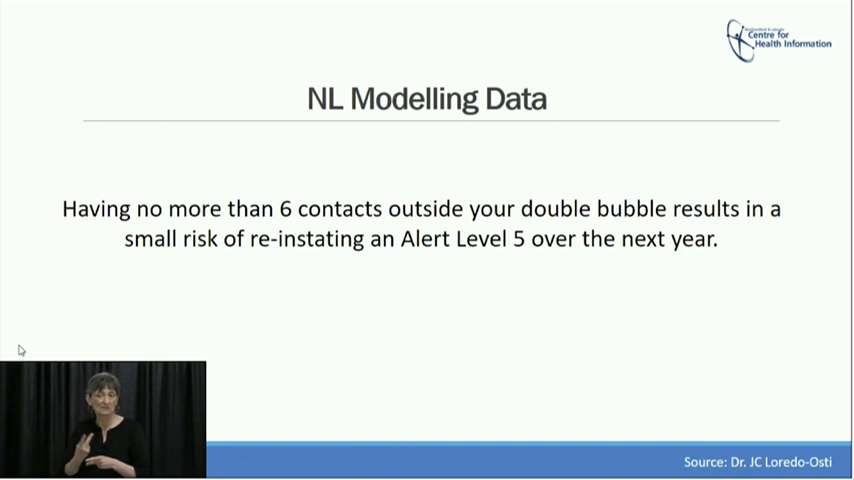 Centre for
Health Information
NL Modelling Data
Having no more than 6 contacts outside your double bubble results in a
small risk of re-instating an Alert Level 5 over the next year.
Source: Dr. JC Loredo-Osti